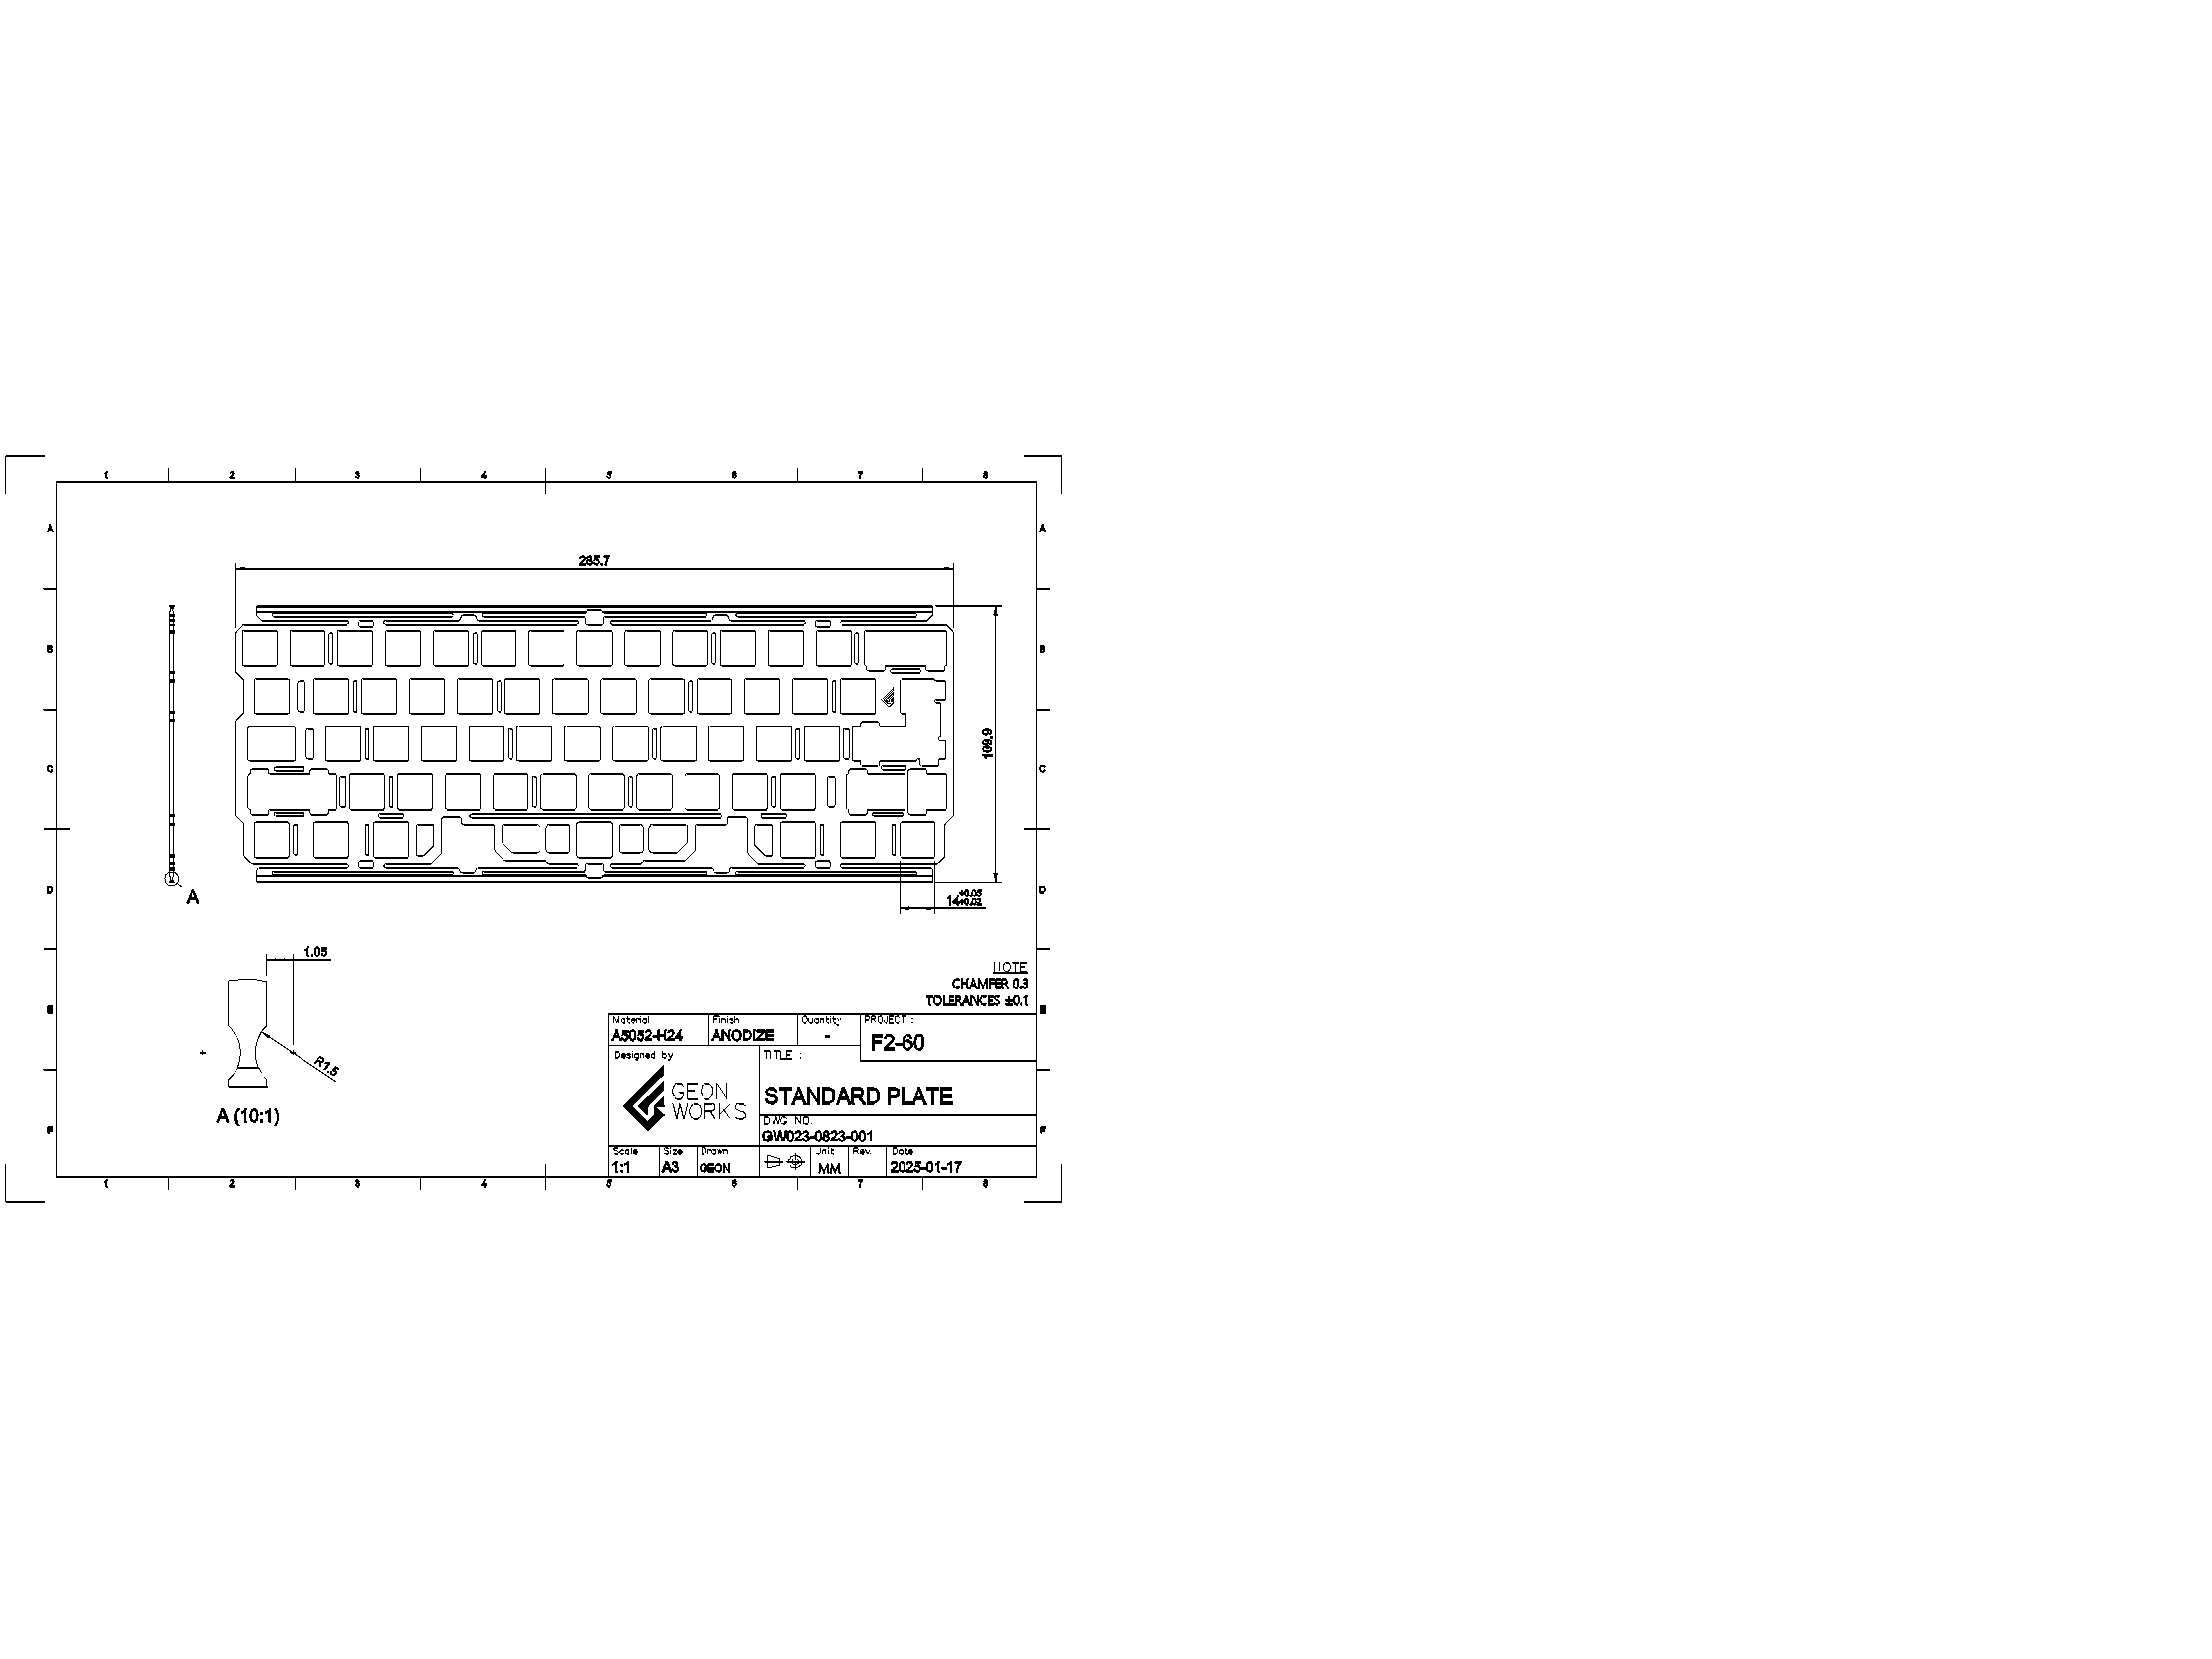 1 2 3 4 5 6 7 8
A A
B B
C C
D D
E E
F F
285.7
109.9
14 +0.05 +0.02
A
1.05
R1.5
A (10:1)
NOTE
CHAMFER 0.3
TOLERANCES ±0.1
Material Finish Quantity PROJECT :
A5052-H24 ANODIZE - F2-60
Designed by TITLE :
GEON
WORKS
STANDARD PLATE
DWG NO.
GW023-0823-001
Scale Size Drawn Unit Rev. Date
1:1 A3 GEON MM 2025-01-17
1 2 3 4 5 6 7 8